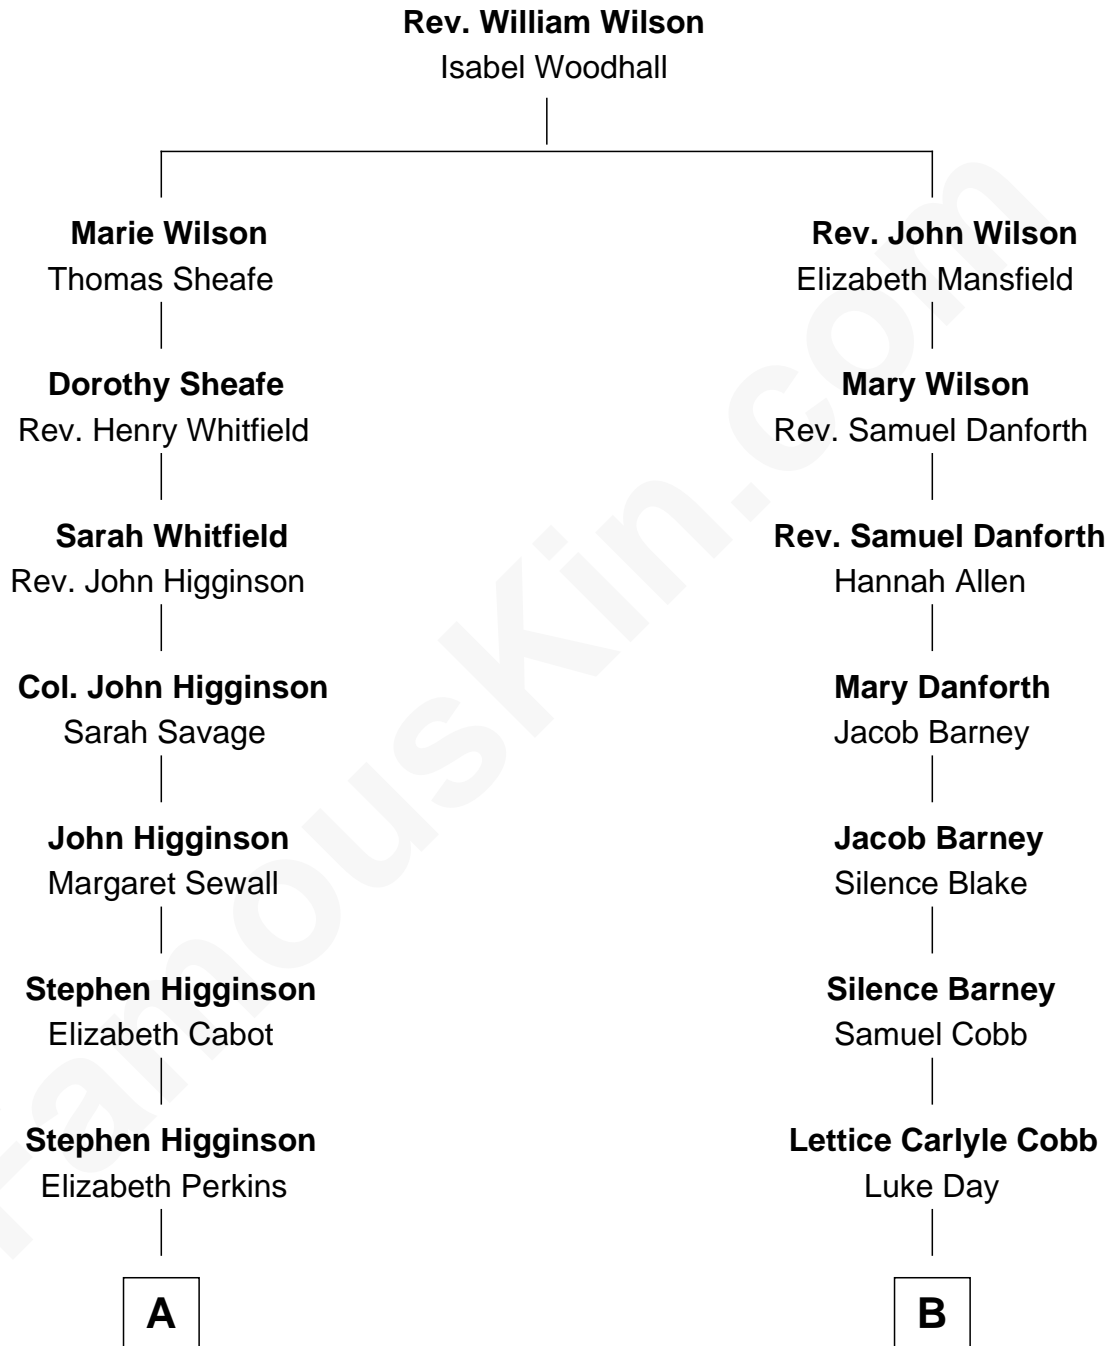 Rev. William Wilson
Isabel Woodhall
Marie Wilson
Thomas Sheafe
Rev. John Wilson
Elizabeth Mansfield
Dorothy Sheafe
Rev. Henry Whitfield
Mary Wilson
Rev. Samuel Danforth
Sarah Whitfield
Rev. John Higginson
Rev. Samuel Danforth
Hannah Allen
Col. John Higginson
Sarah Savage
Mary Danforth
Jacob Barney
John Higginson
Margaret Sewall
Jacob Barney
Silence Blake
Stephen Higginson
Elizabeth Cabot
Silence Barney
Samuel Cobb
Stephen Higginson
Elizabeth Perkins
Lettice Carlyle Cobb
Luke Day
A
B
FamousKin.com